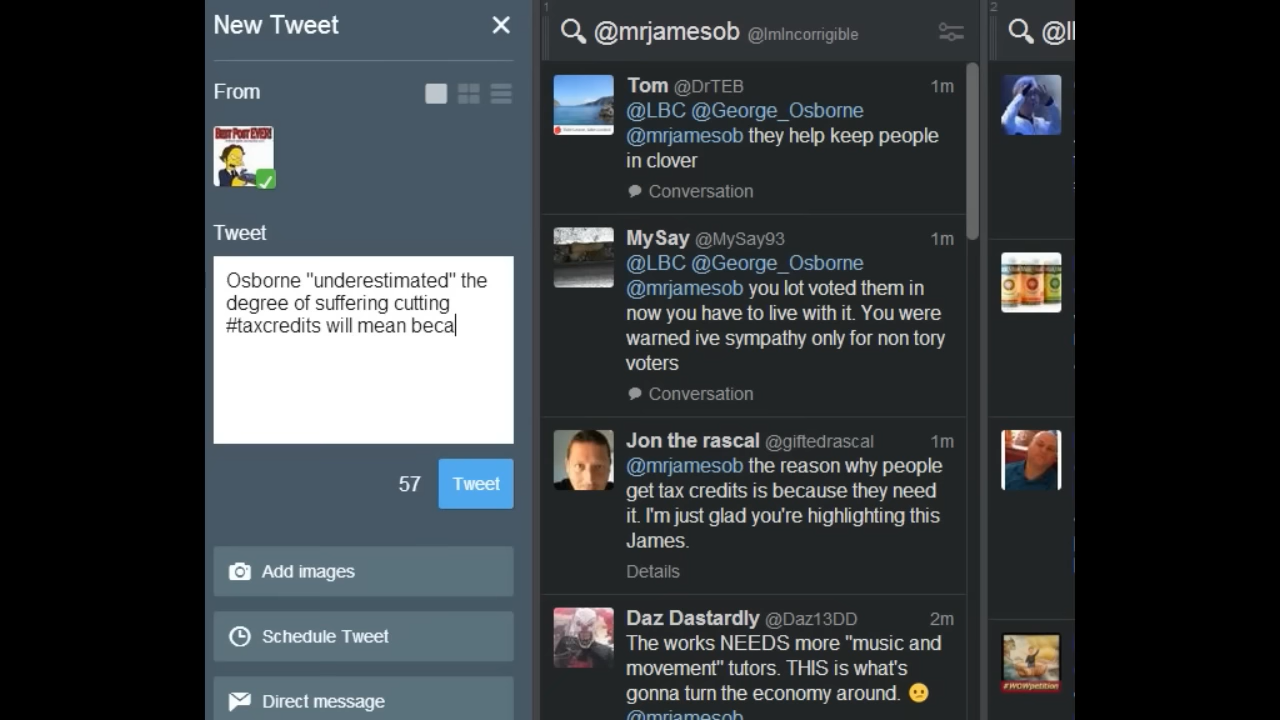 New Tweet
From
BEST POST EVER!
Tweet
Osborne "underestimated" the
degree of suffering cutting
#taxcredits will mean beca
57
Tweet
Add images
Schedule Tweet
Direct message
1
@mrjamesob @ImIncorrigible
Tom @DrTEB 1m
@LBC @George_Osborne
@mrjamesob they help keep people
in clover
Conversation
MySay @MySay93 1m
@LBC @George_Osborne
@mrjamesob you lot voted them in
now you have to live with it. You were
warned ive sympathy only for non tory
voters
Conversation
Jon the rascal @giftedrascal 1m
@mrjamesob the reason why people
get tax credits is because they need
it. I'm just glad you're highlighting this
James.
Details
Daz Dastardly @Daz13DD 2m
The works NEEDS more "music and
movement" tutors. THIS is what's
gonna turn the economy around. 😕
@mrjamesob
2
#WOWpetition